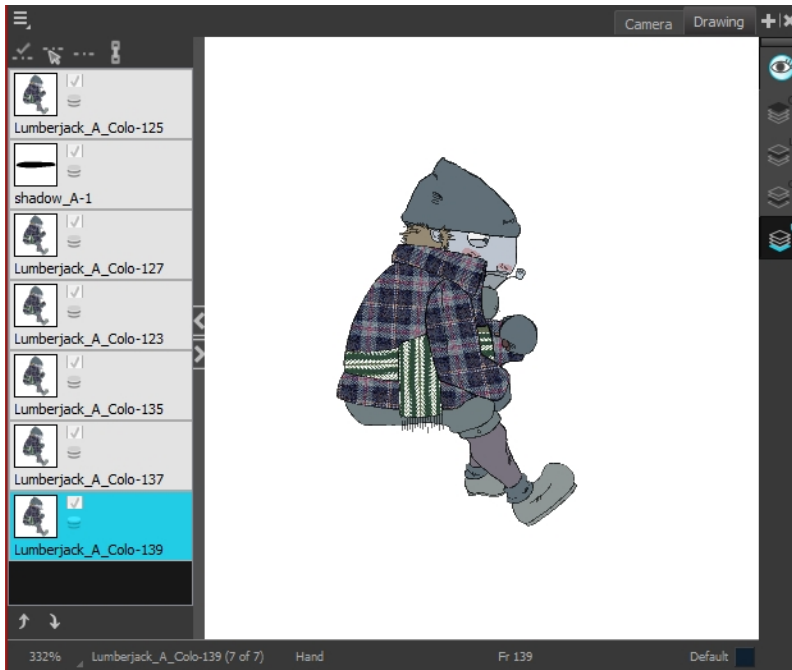 Camera
Drawing
Lumberjack_A_Colo-125
shadow_A-1
Lumberjack_A_Colo-127
Lumberjack_A_Colo-123
Lumberjack_A_Colo-135
Lumberjack_A_Colo-137
Lumberjack_A_Colo-139
332% Lumberjack_A_Colo-139 (7 of 7) Hand Fr 139 Default